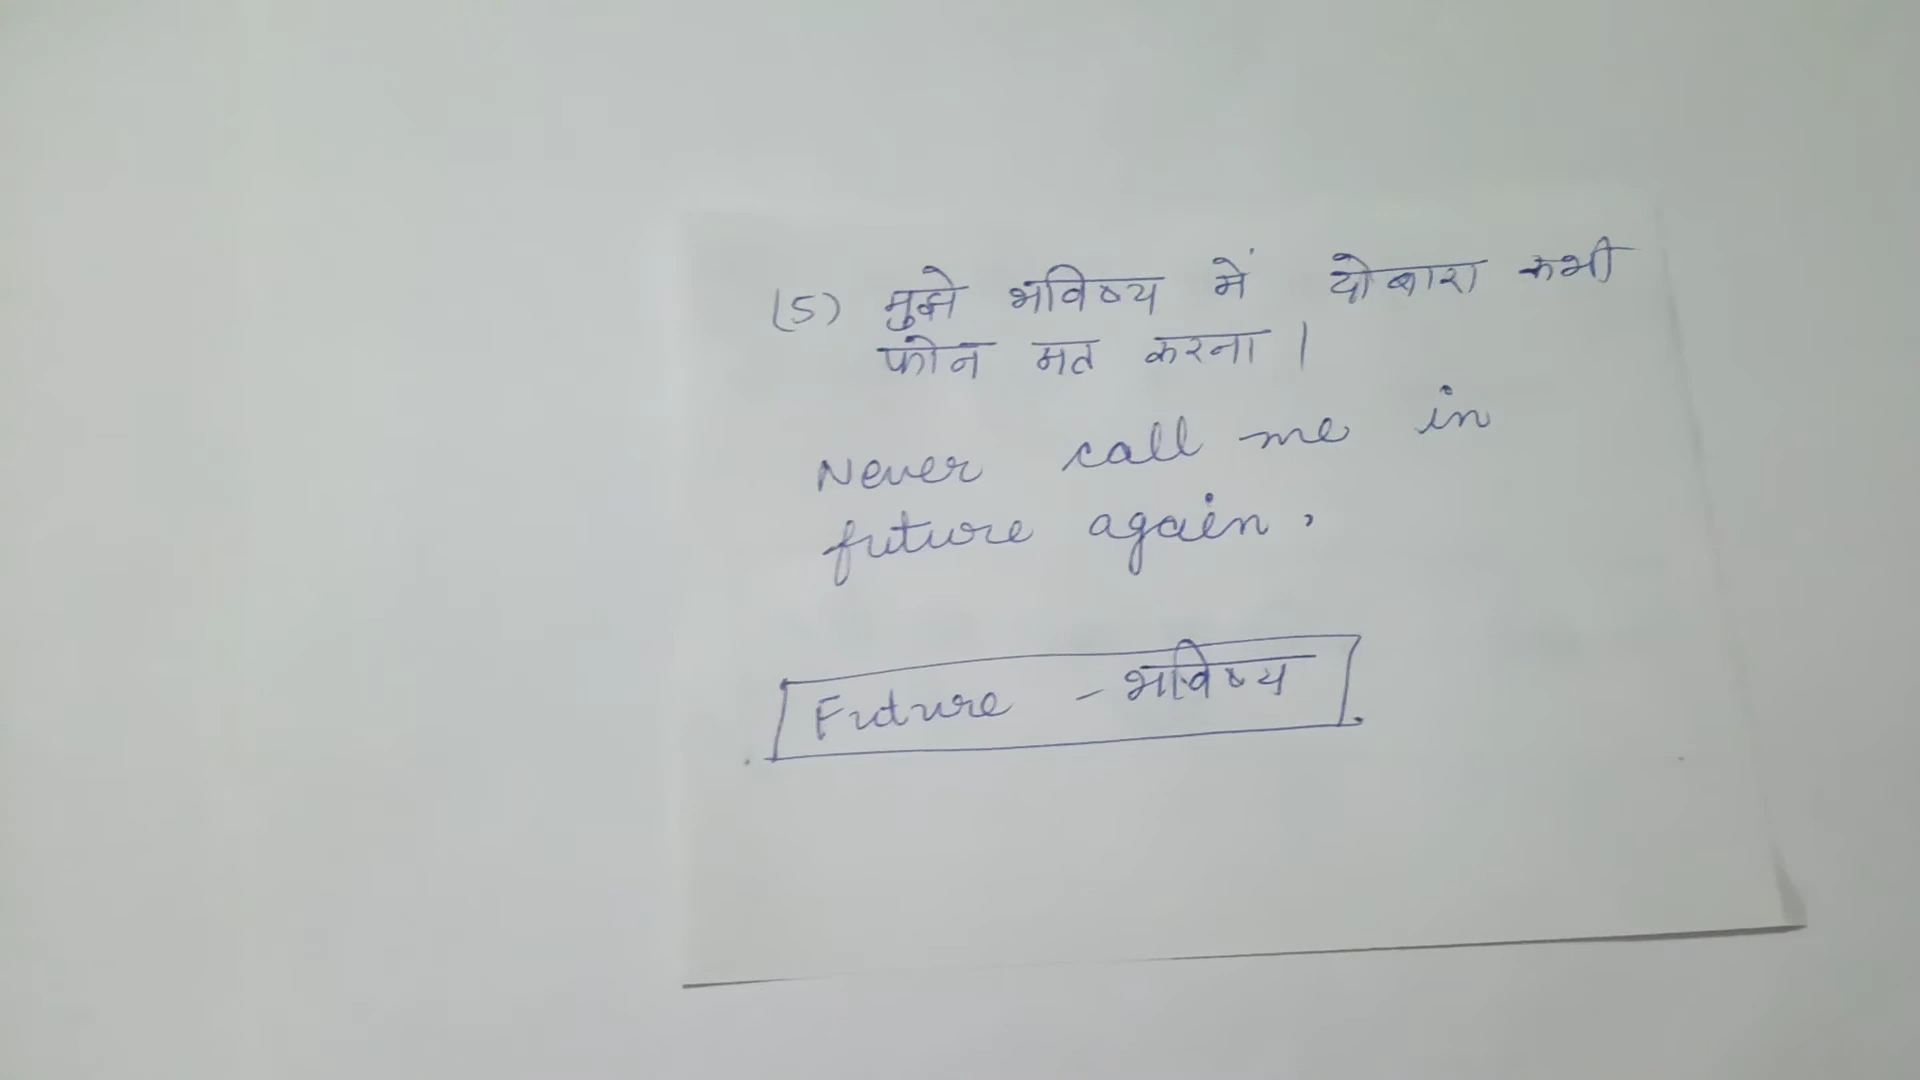 (5) मुझे भविष्य में दोबारा कभी
फोन मत करना।
Never call me in
future again.
Future - भविष्य